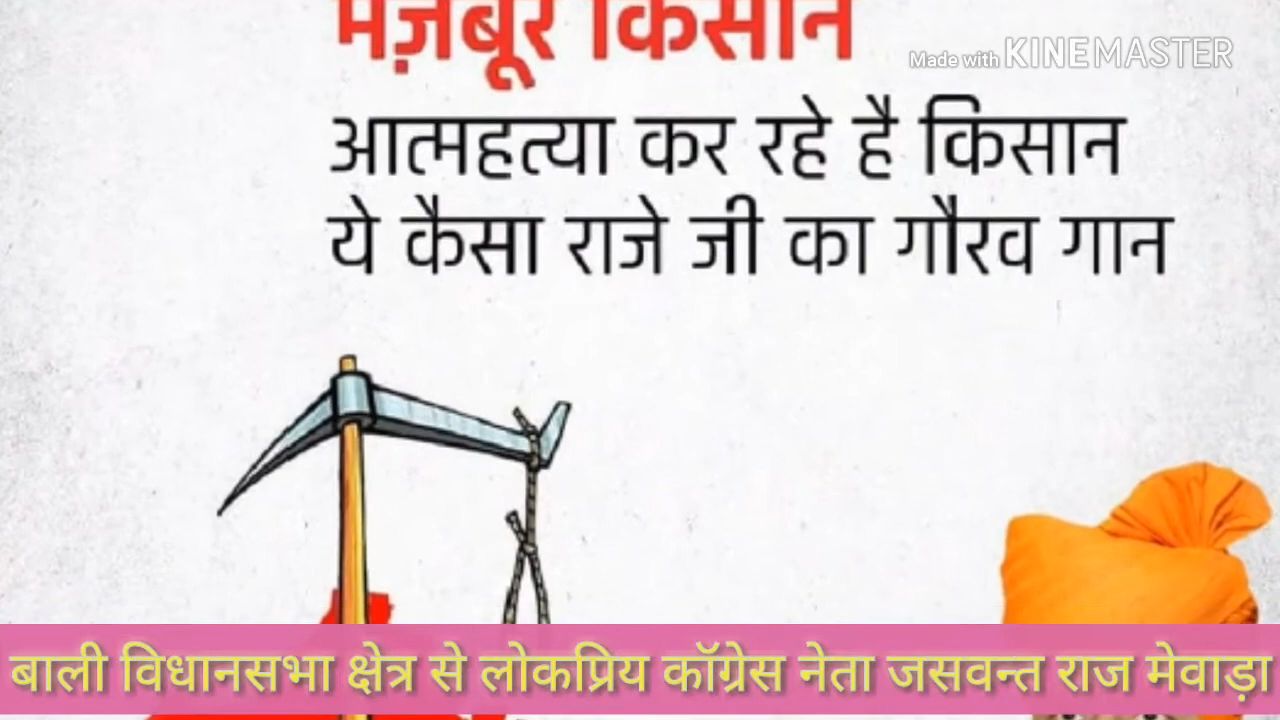 मज़बूर किसान
Made with KINEMASTER
आत्महत्या कर रहे है किसान
ये कैसा राजे जी का गौरव गान
बाली विधानसभा क्षेत्र से लोकप्रिय कॉग्रेस नेता जसवन्त राज मेवाड़ा